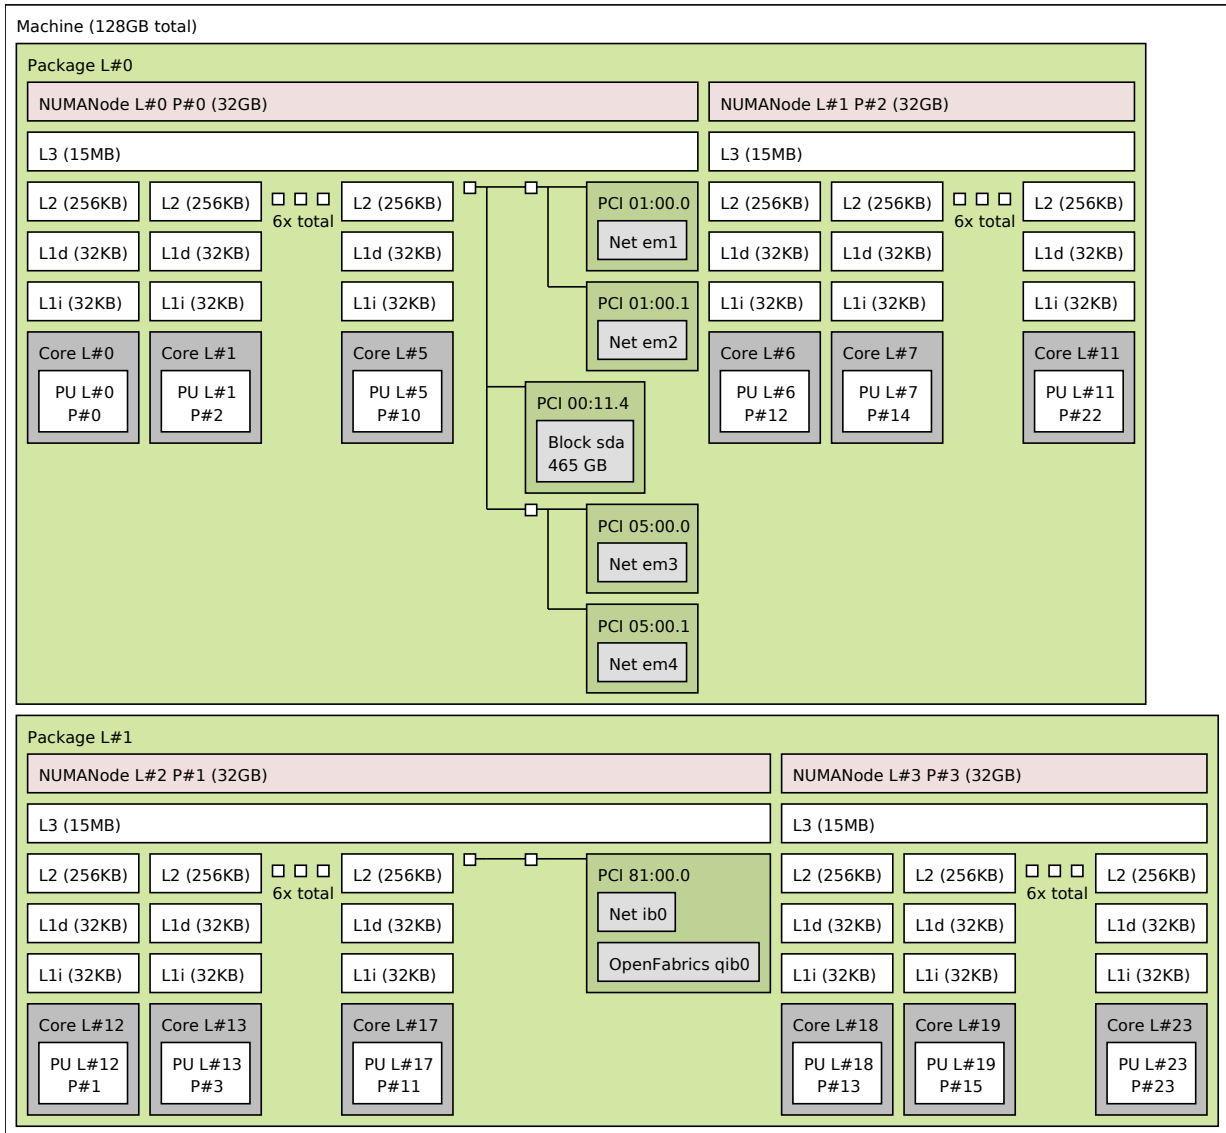 Machine (128GB total)
Package L#0
NUMANode L#0 P#0 (32GB)
NUMANode L#1 P#2 (32GB)
L3 (15MB)
L3 (15MB)
L2 (256KB)
L2 (256KB)
6x total
L2 (256KB)
L1d (32KB)
L1d (32KB)
L1d (32KB)
L1i (32KB)
L1i (32KB)
L1i (32KB)
Core L#0
PU L#0
P#0
Core L#1
PU L#1
P#2
Core L#5
PU L#5
P#10
PCI 01:00.0
Net em1
PCI 01:00.1
Net em2
PCI 00:11.4
Block sda
465 GB
PCI 05:00.0
Net em3
PCI 05:00.1
Net em4
L2 (256KB)
L2 (256KB)
6x total
L2 (256KB)
L1d (32KB)
L1d (32KB)
L1d (32KB)
L1i (32KB)
L1i (32KB)
L1i (32KB)
Core L#6
PU L#6
P#12
Core L#7
PU L#7
P#14
Core L#11
PU L#11
P#22
Package L#1
NUMANode L#2 P#1 (32GB)
NUMANode L#3 P#3 (32GB)
L3 (15MB)
L3 (15MB)
L2 (256KB)
L2 (256KB)
6x total
L2 (256KB)
L1d (32KB)
L1d (32KB)
L1d (32KB)
L1i (32KB)
L1i (32KB)
L1i (32KB)
Core L#12
PU L#12
P#1
Core L#13
PU L#13
P#3
Core L#17
PU L#17
P#11
PCI 81:00.0
Net ib0
OpenFabrics qib0
L2 (256KB)
L2 (256KB)
6x total
L2 (256KB)
L1d (32KB)
L1d (32KB)
L1d (32KB)
L1i (32KB)
L1i (32KB)
L1i (32KB)
Core L#18
PU L#18
P#13
Core L#19
PU L#19
P#15
Core L#23
PU L#23
P#23